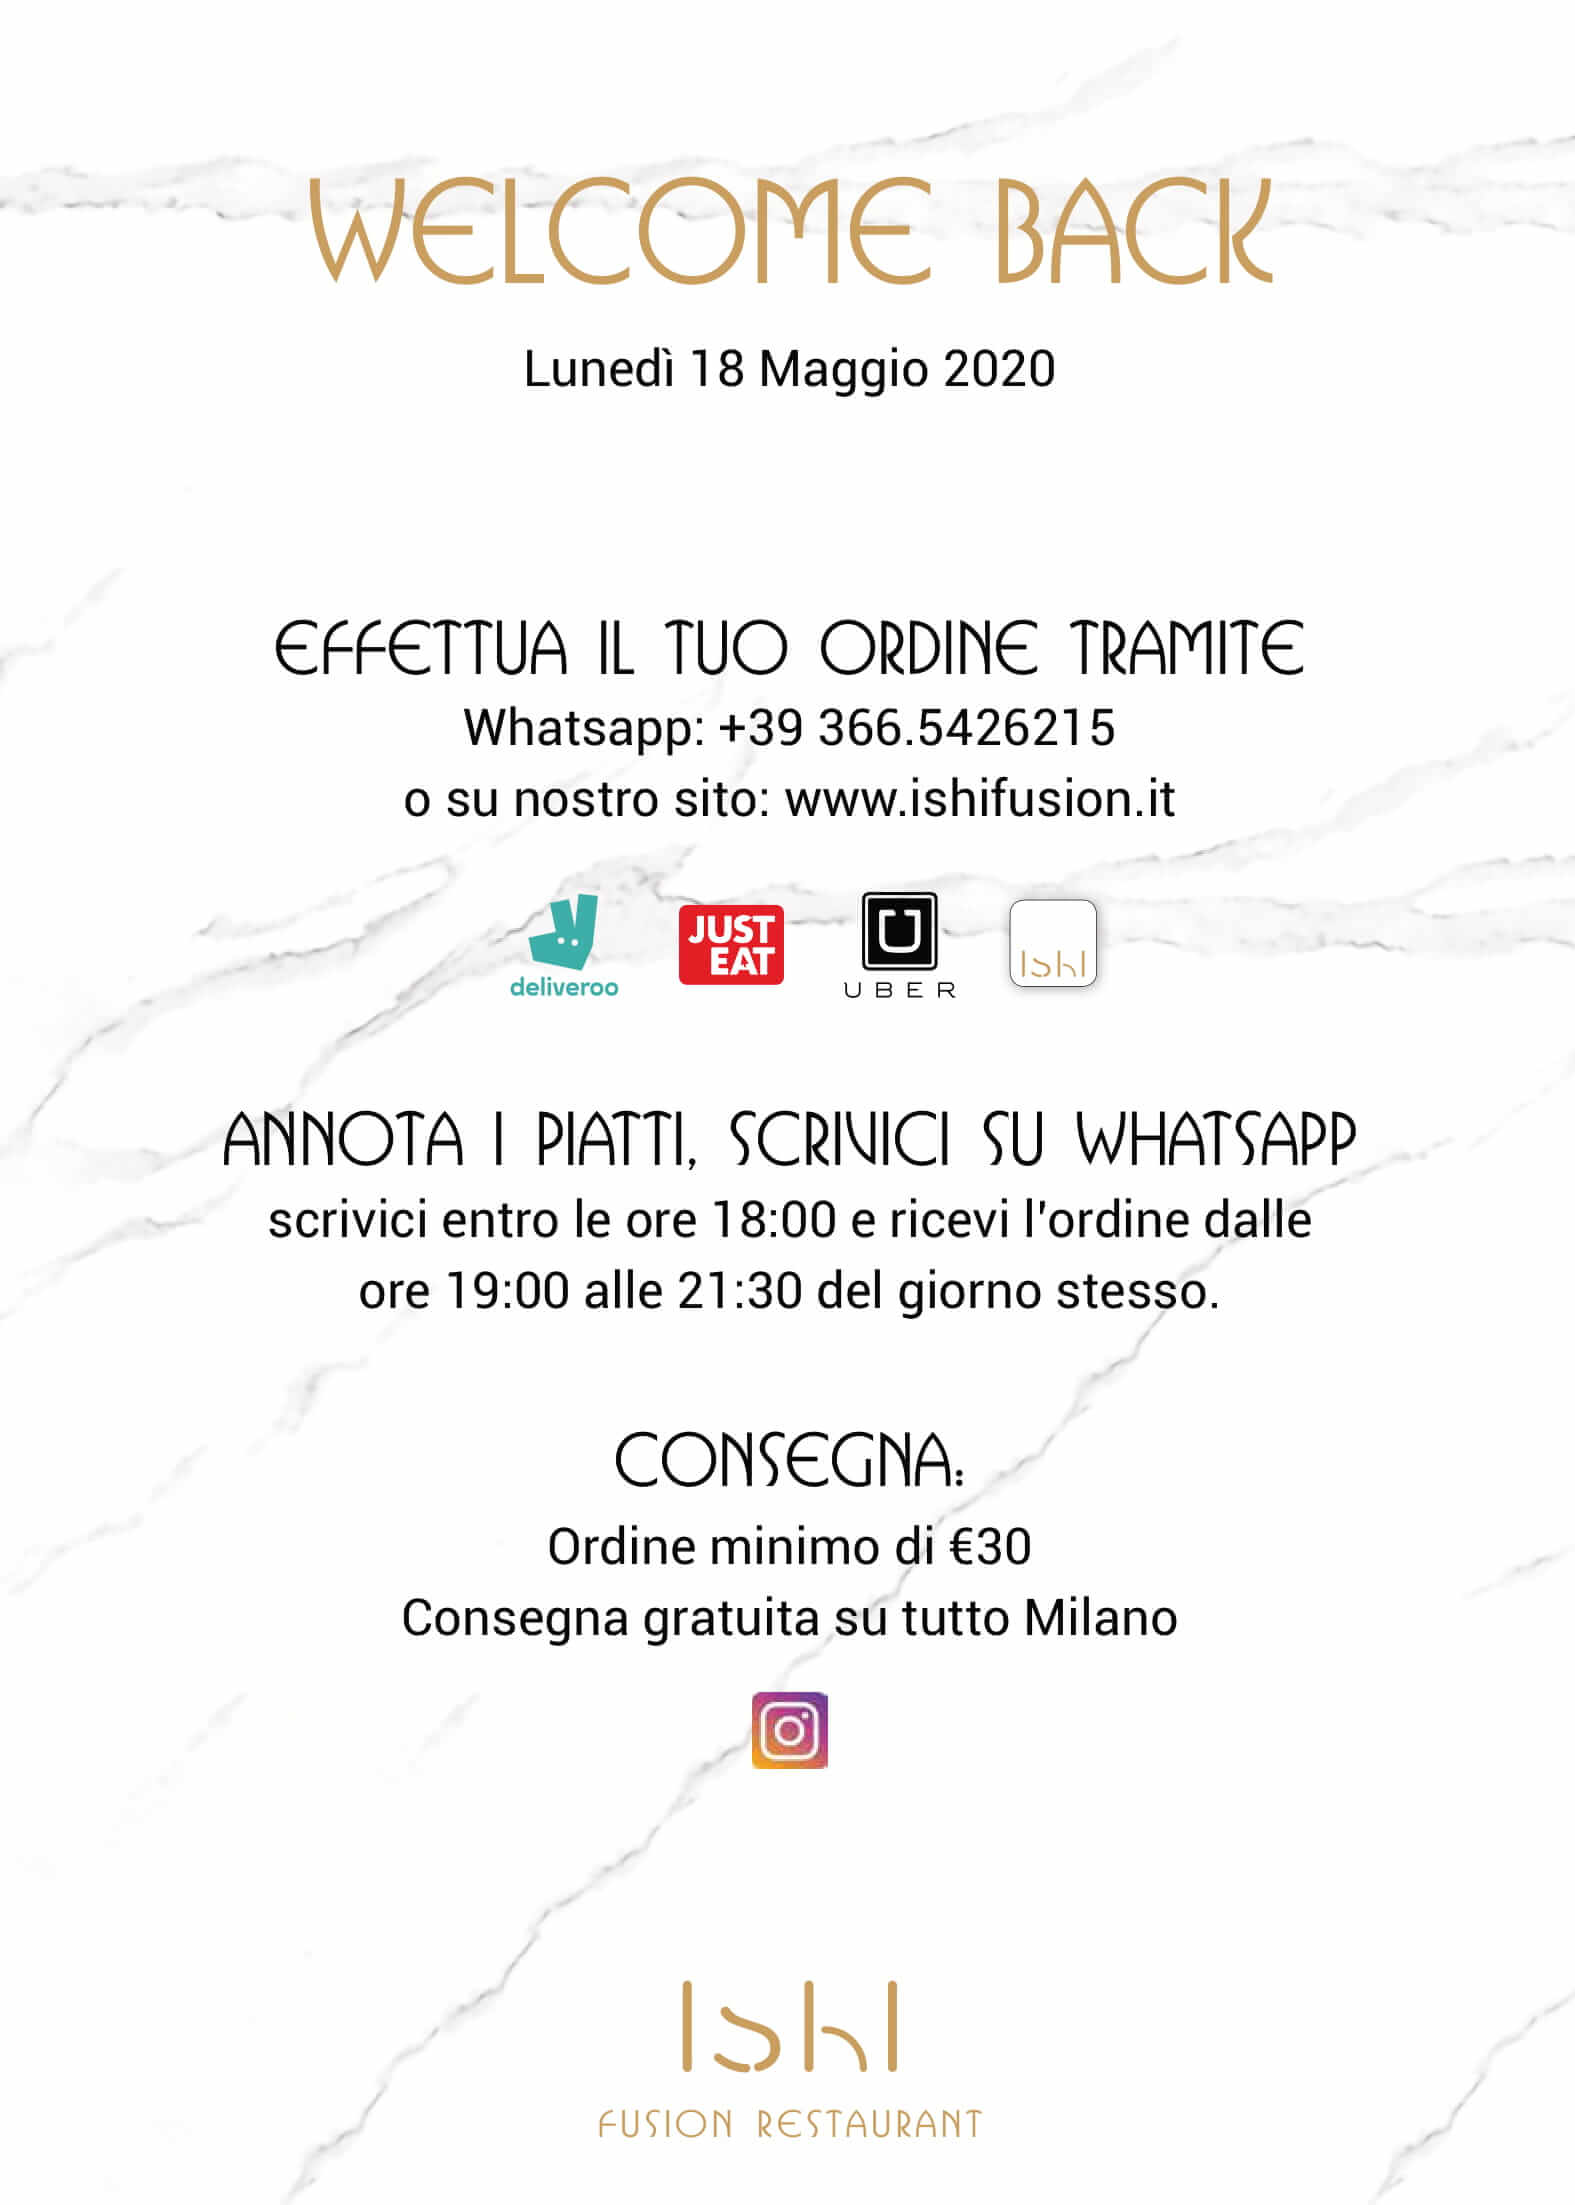 WELCOME BACK
Lunedì 18 Maggio 2020
EFFETTUA IL TUO ORDINE TRAMITE
Whatsapp: +39 366.5426215
o su nostro sito: www.ishifusion.it
deliveroo
JUST
EAT
U
UBER
IshI
ANNOTA I PIATTI, SCRIVICI SU WHATSAPP
scrivici entro le ore 18:00 e ricevi l'ordine dalle
ore 19:00 alle 21:30 del giorno stesso.
CONSEGNA:
Ordine minimo di €30
Consegna gratuita su tutto Milano
IshI
FUSION RESTAURANT